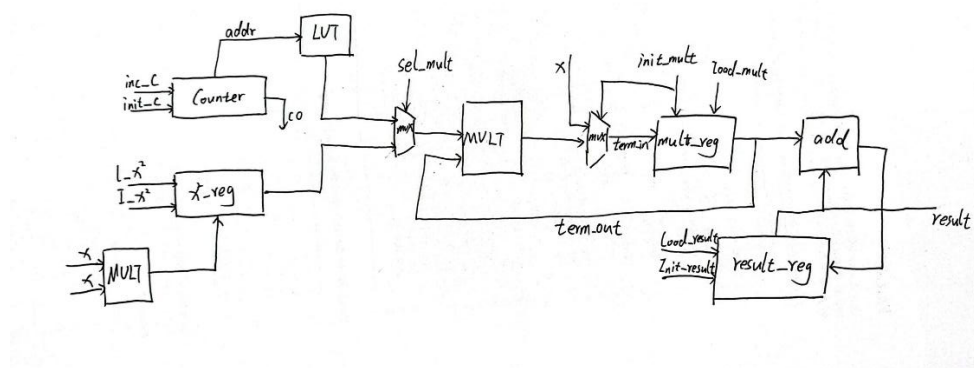 addr
LUT
inc_C
init_C
Counter
co
sel_mult
mux
MULT
X
mux
term_in
init_mult
load_mult
mult_reg
add
term_out
l_x²
I_x²
x²_reg
x
x
MULT
load_result
Init_result
result_reg
result